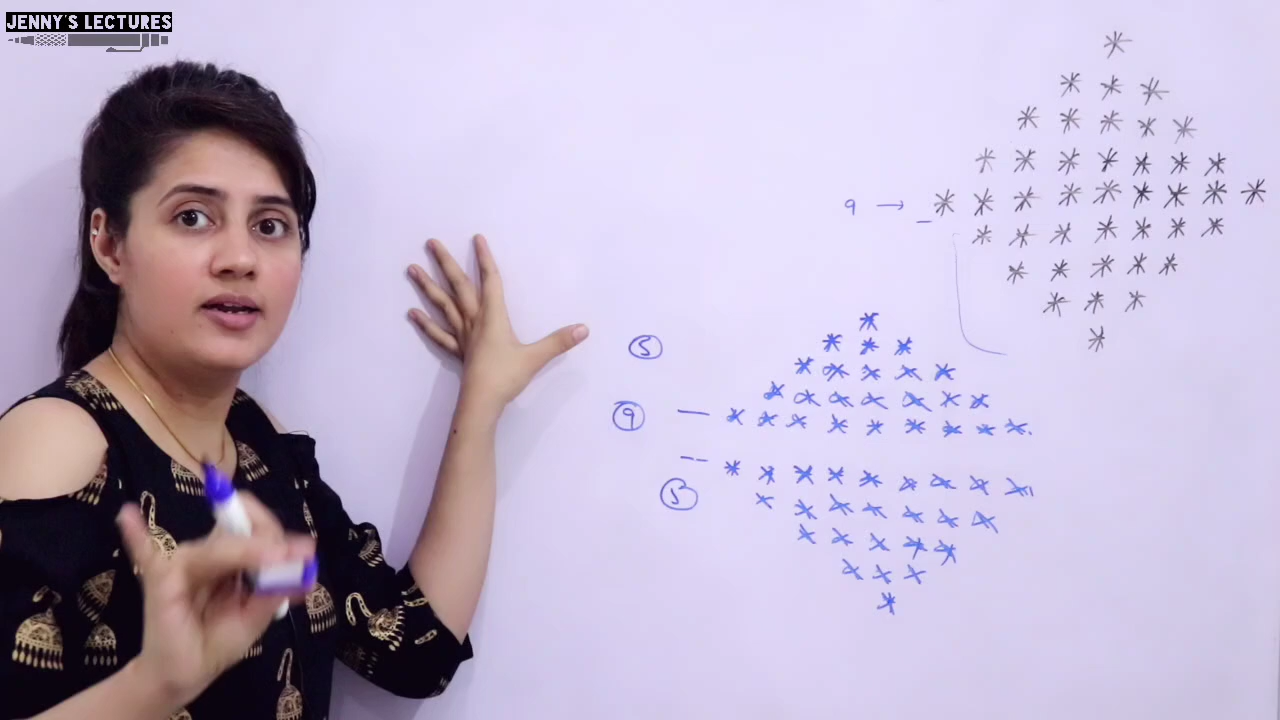 JENNY'S LECTURES
*
* * *
* * * * *
* * * * * * *
9 → * * * * * * * * *
* * * * * * *
* * * * *
* * *
*
*
5 * * *
* * * * *
* * * * * * *
9 — * * * * * * * * *
-- * * * * * * * * *
5 * * * * * * *
* * * * *
* * *
*